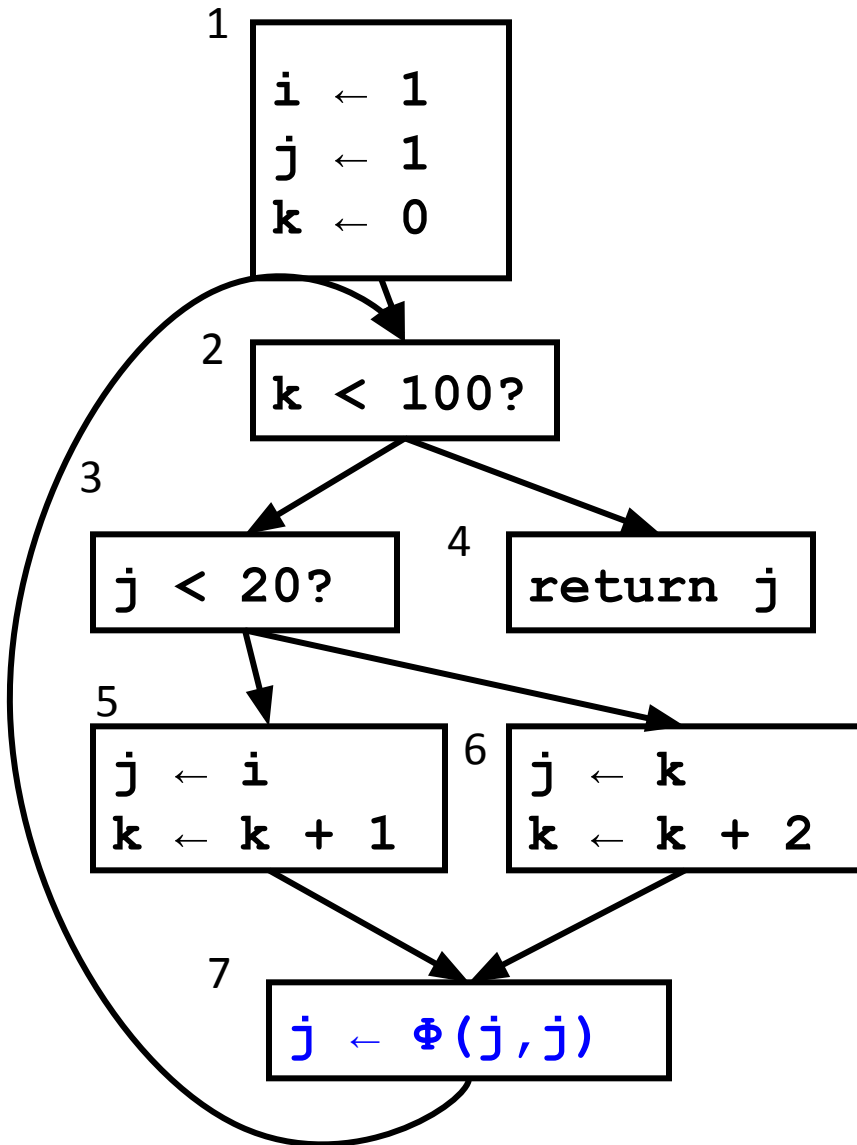 1
i ← 1
j ← 1
k ← 0
2
k < 100?
3
j < 20?
4
return j
5
j ← i
k ← k + 1
6
j ← k
k ← k + 2
7
j ← Φ(j,j)